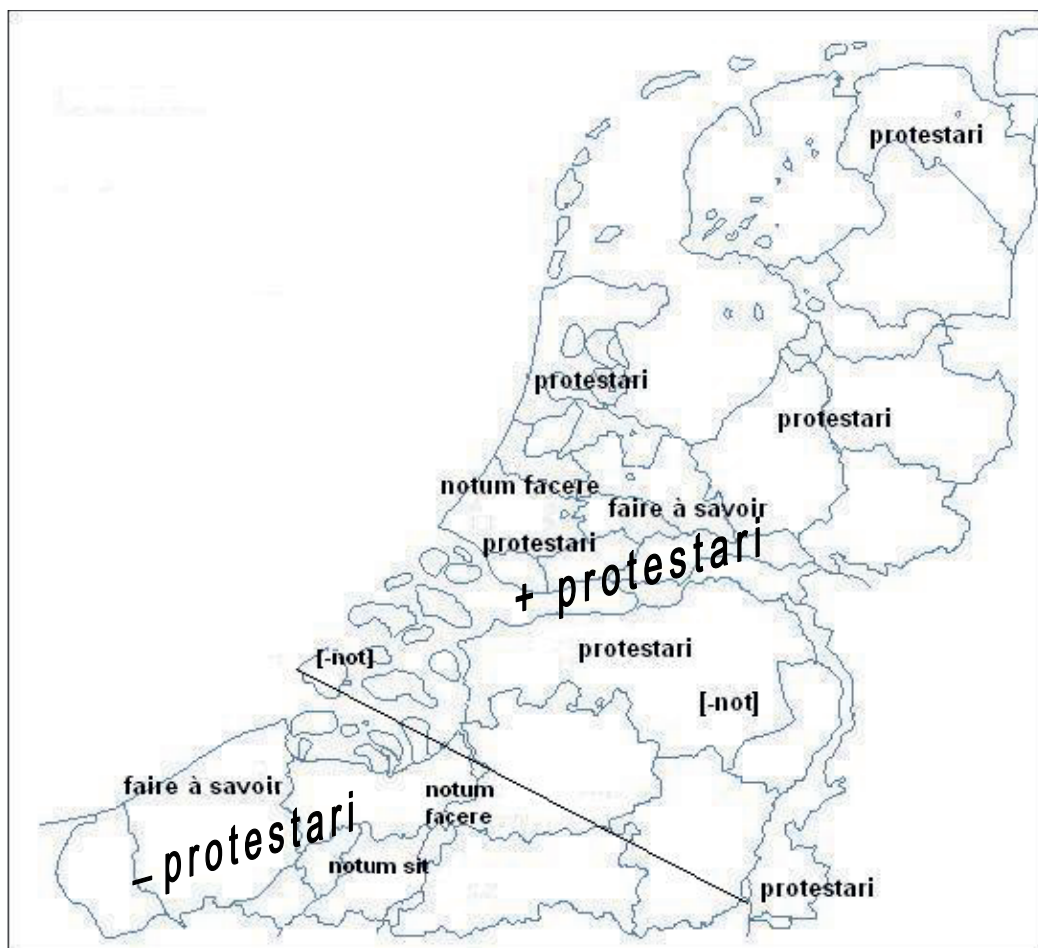 protestari
protestari
protestari
notum facere
faire à savoir
protestari
+ protestari
protestari
[-not]
[-not]
faire à savoir
notum
facere
– protestari
notum sit
protestari